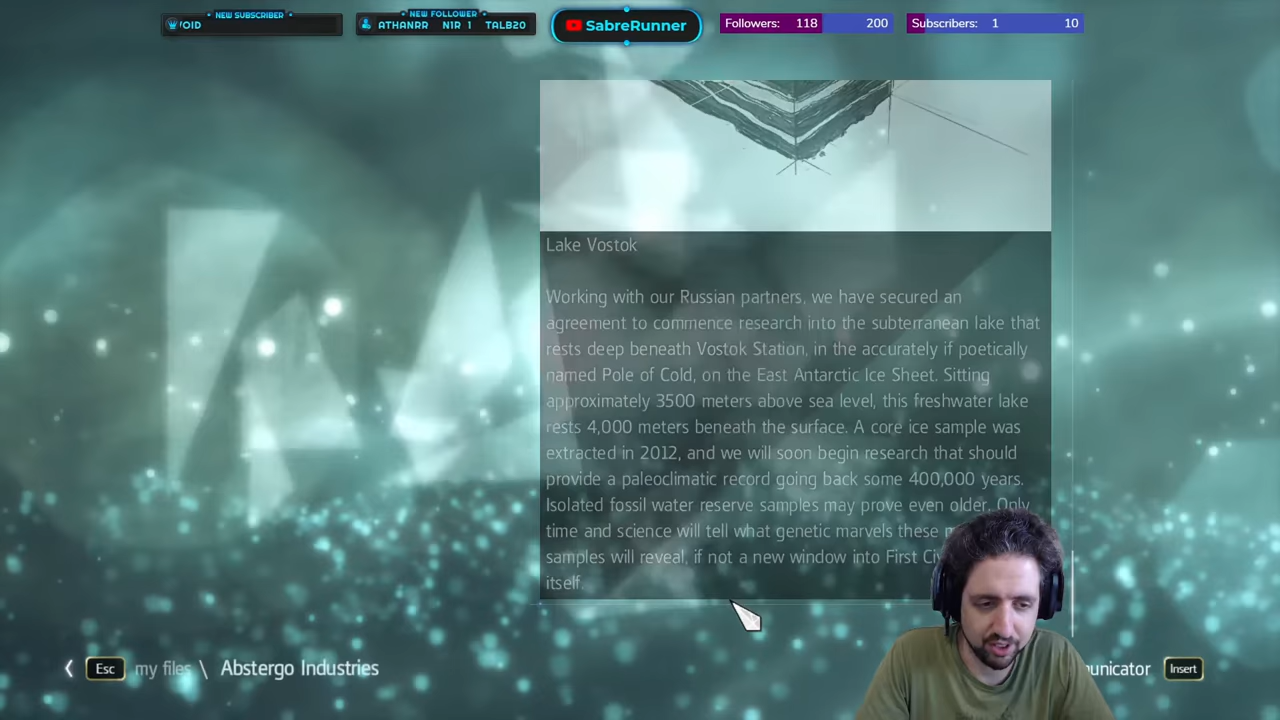 NEW SUBSCRIBER
'OID
NEW FOLLOWER
ATHANRR N1R 1 TALB20
SabreRunner
Followers: 118 200
Subscribers: 1 10
Lake Vostok
Working with our Russian partners, we have secured an
agreement to commence research into the subterranean lake that
rests deep beneath Vostok Station, in the accurately if poetically
named Pole of Cold, on the East Antarctic Ice Sheet. Sitting
approximately 3500 meters above sea level, this freshwater lake
rests 4,000 meters beneath the surface. A core ice sample was
extracted in 2012, and we will soon begin research that should
provide a paleoclimatic record going back some 400,000 years.
Isolated fossil water reserve samples may prove even older. Only
time and science will tell what genetic marvels these
samples will reveal, if not a new window into First
itself.
Esc my files \ Abstergo Industries
Insert